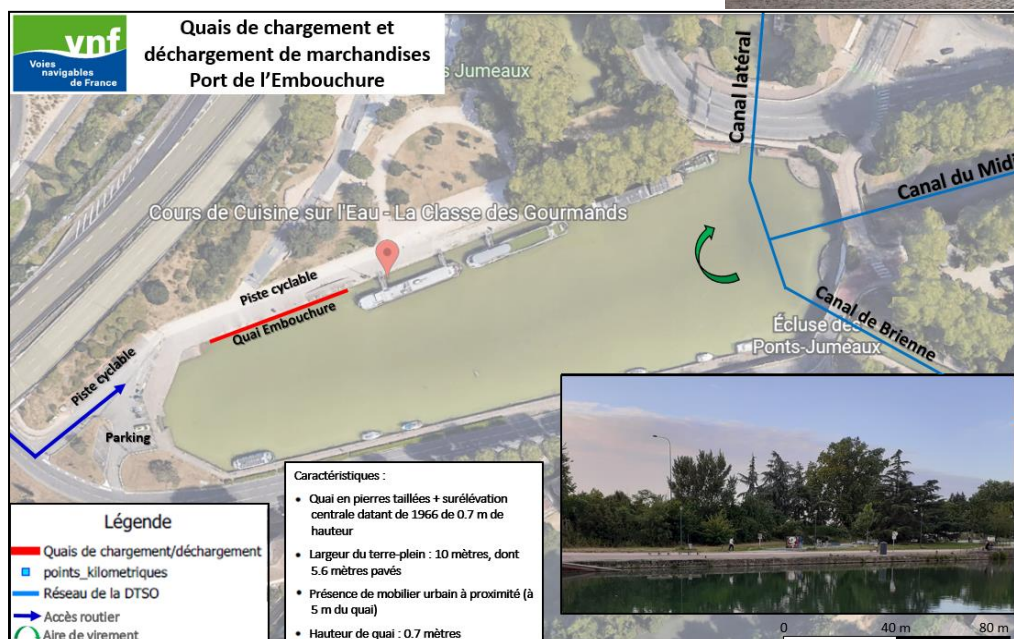 vnf
Voies
navigables
de France
Quais de chargement et
déchargement de marchandises
Port de l'Embouchure
s Jumeaux
Canal latéral
Canal du Midi
Cours de Cuisine sur l'Eau - La Classe des Gourmands
Piste cyclable
Quai Embouchure
Canal de Brienne
Écluse des
Ponts-Jumeaux
Piste cyclable
Parking
Caractéristiques :
• Quai en pierres taillées + surélévation
centrale datant de 1966 de 0.7 m de
hauteur
• Largeur du terre-plein : 10 mètres, dont
5.6 mètres pavés
• Présence de mobilier urbain à proximité (à
5 m du quai)
• Hauteur de quai : 0.7 mètres
Légende
Quais de chargement/déchargement
points_kilometriques
Réseau de la DTSO
Accès routier
Aire de virement
0 40 m 80 m